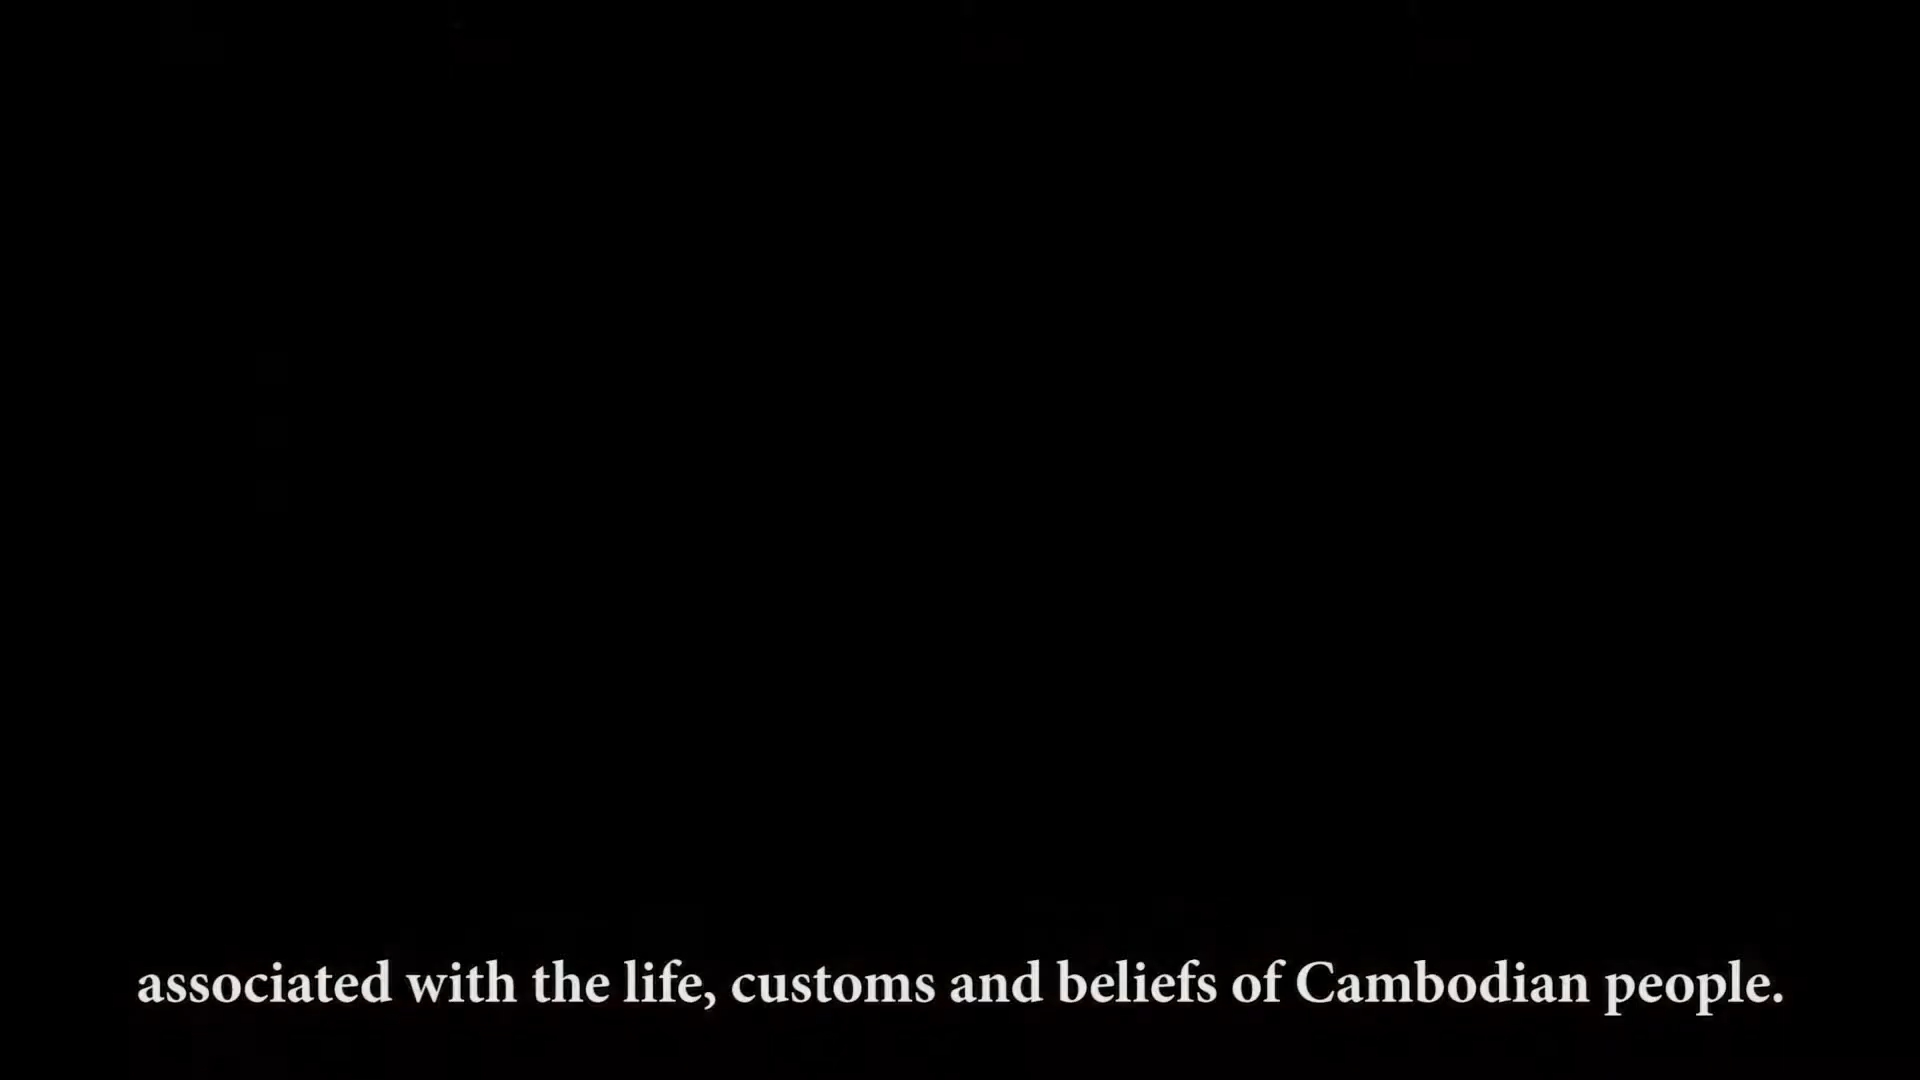 associated with the life, customs and beliefs of Cambodian people.